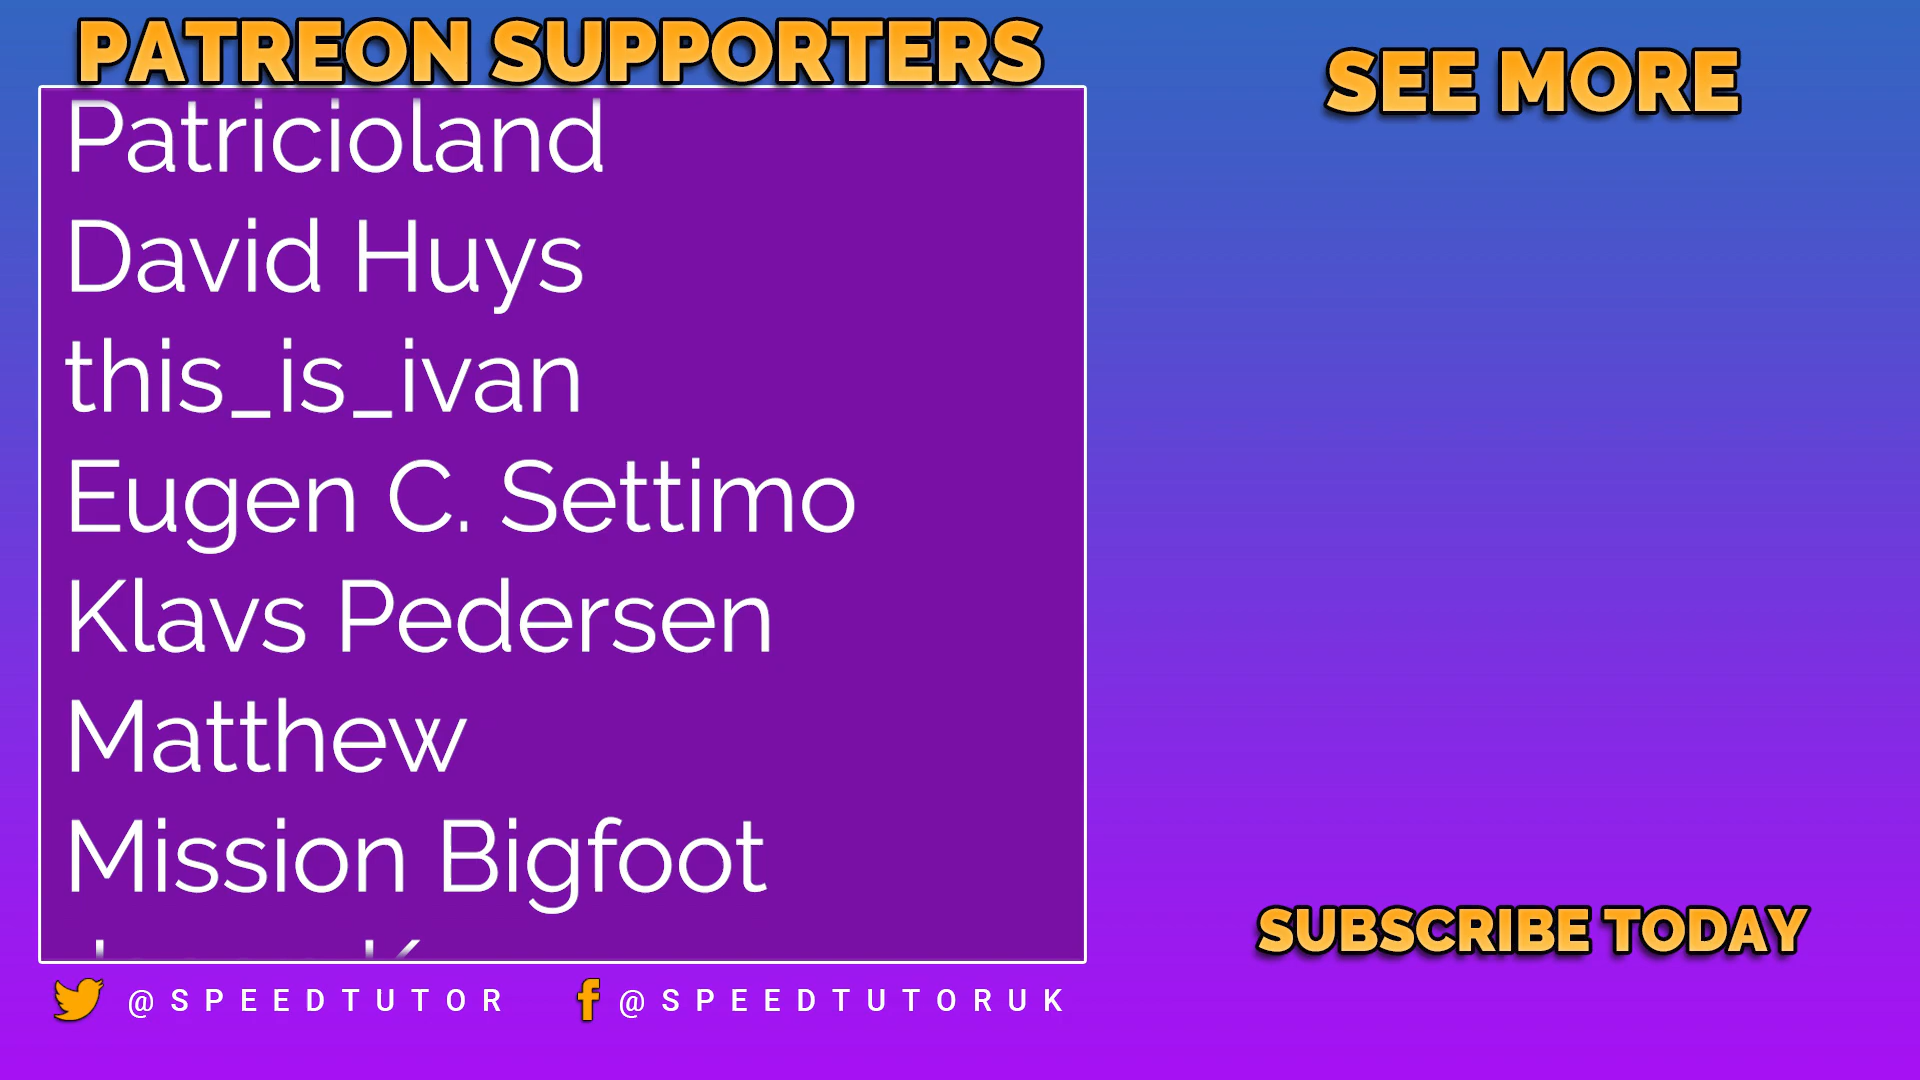 PATREON SUPPORTERS
Patricioland
David Huys
this_is_ivan
Eugen C. Settimo
Klavs Pedersen
Matthew
Mission Bigfoot
@SPEEDTUTOR
@SPEEDTUTORUK
SEE MORE
SUBSCRIBE TODAY